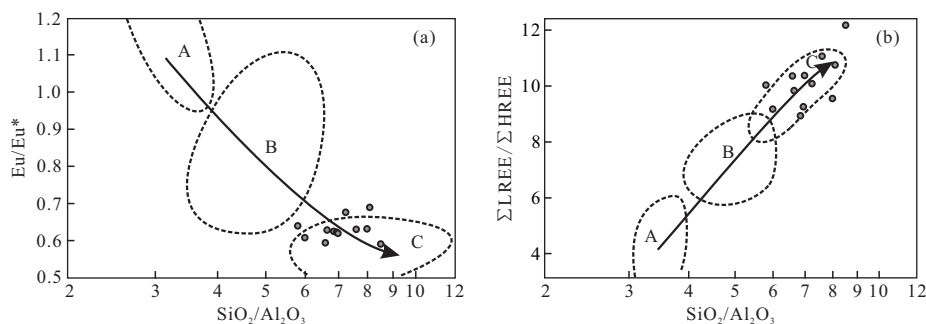 1.2
1.1
1.0
0.9
0.8
0.7
0.6
0.5
Eu/Eu*
A
B
C
(a)
2 3 4 5 6 7 8 9 10 12
SiO₂/Al₂O₃
12
10
8
6
4
ΣLREE/ΣHREE
(b)
C
B
A
2 3 4 5 6 7 8 9 10 12
SiO₂/Al₂O₃